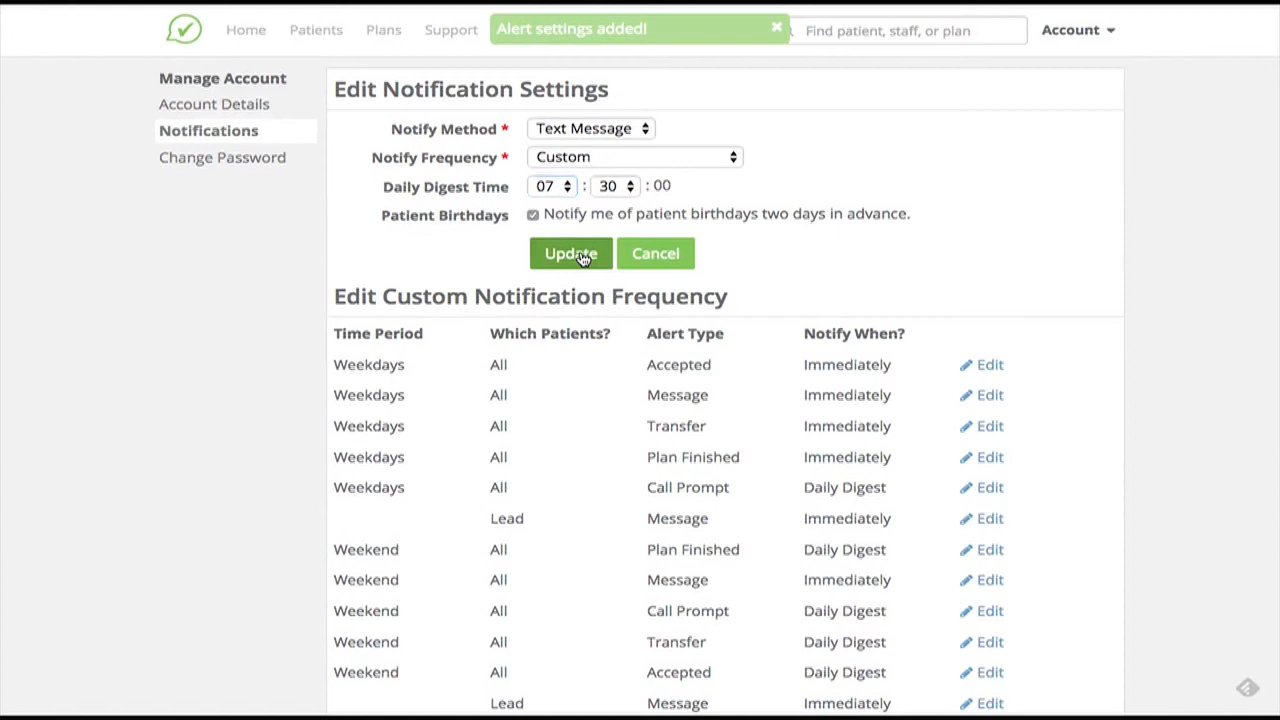 Home Patients Plans Support Alert settings added! × Find patient, staff, or plan Account
Manage Account
Account Details
Notifications
Change Password
Edit Notification Settings
Notify Method * Text Message
Notify Frequency * Custom
Daily Digest Time 07 : 30 : 00
Patient Birthdays Notify me of patient birthdays two days in advance.
Update Cancel
Edit Custom Notification Frequency
Time Period Which Patients? Alert Type Notify When?
Weekdays All Accepted Immediately Edit
Weekdays All Message Immediately Edit
Weekdays All Transfer Immediately Edit
Weekdays All Plan Finished Immediately Edit
Weekdays All Call Prompt Daily Digest Edit
Lead Message Immediately Edit
Weekend All Plan Finished Daily Digest Edit
Weekend All Message Immediately Edit
Weekend All Call Prompt Daily Digest Edit
Weekend All Transfer Daily Digest Edit
Weekend All Accepted Daily Digest Edit
Lead Message Immediately Edit